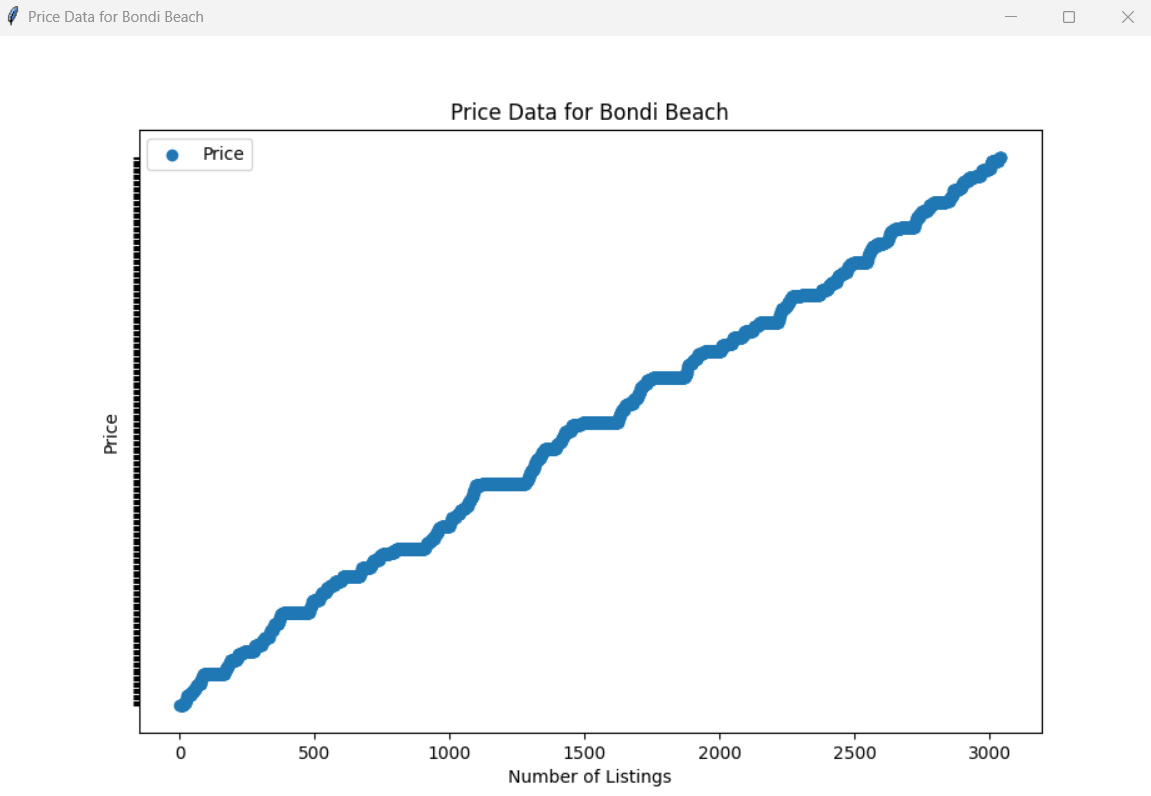 Price Data for Bondi Beach
Price Data for Bondi Beach
Price
Price
0 500 1000 1500 2000 2500 3000
Number of Listings